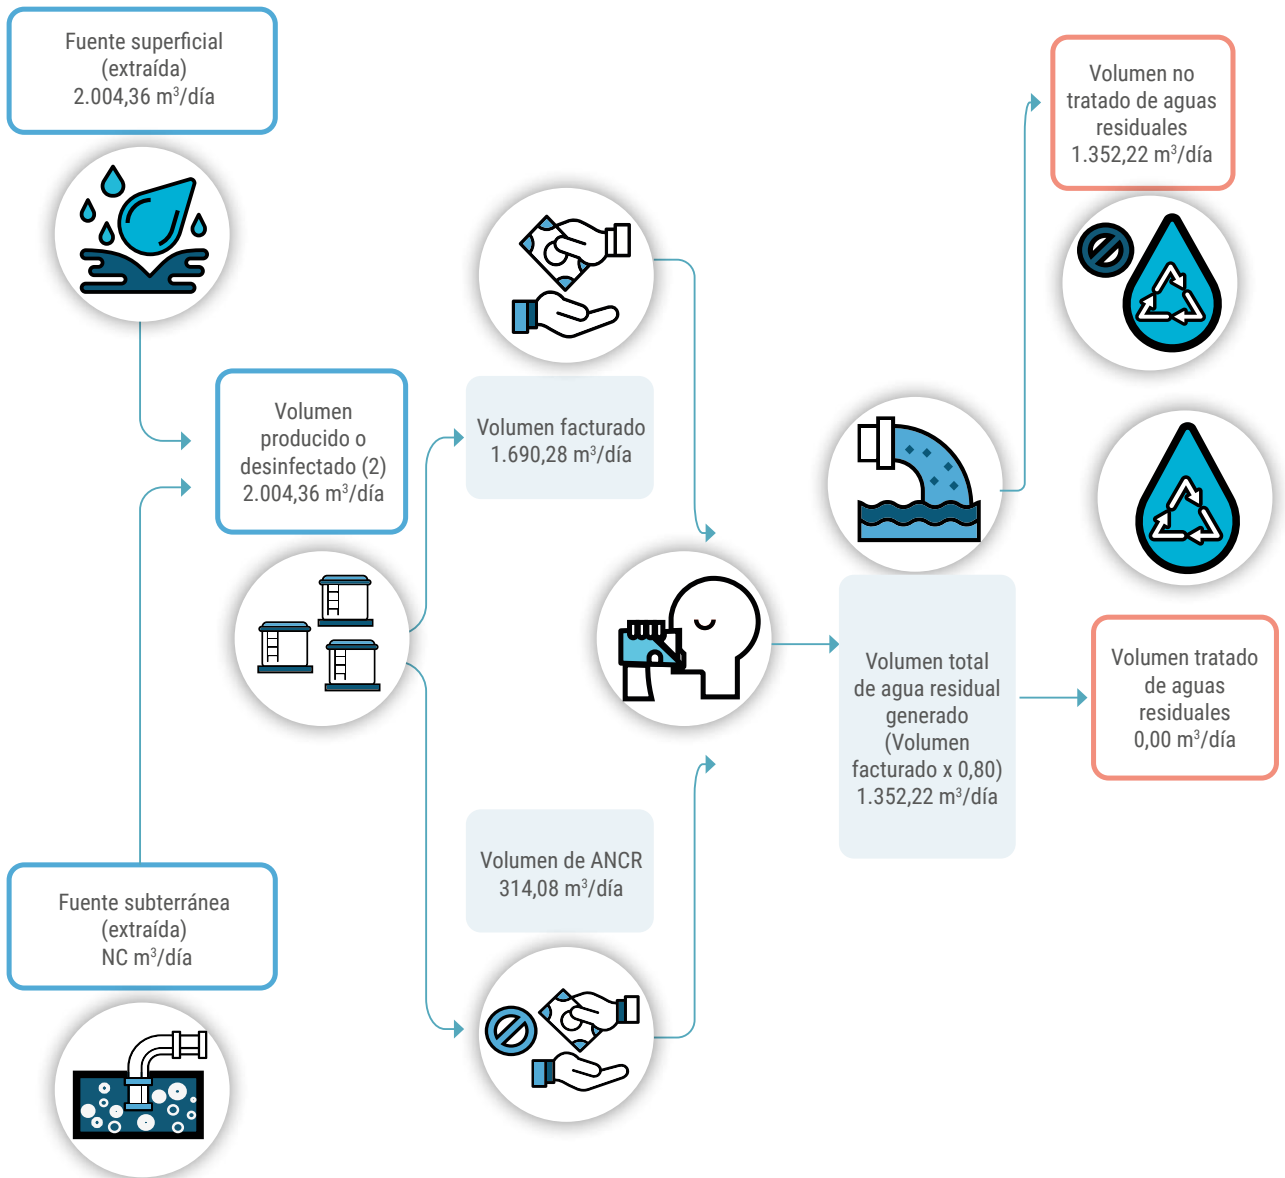 Fuente superficial
(extraída)
2.004,36 m³/día
Volumen
producido o
desinfectado (2)
2.004,36 m³/día
Fuente subterránea
(extraída)
NC m³/día
Volumen facturado
1.690,28 m³/día
Volumen de ANCR
314,08 m³/día
Volumen total
de agua residual
generado
(Volumen
facturado x 0,80)
1.352,22 m³/día
Volumen no
tratado de aguas
residuales
1.352,22 m³/día
Volumen tratado
de aguas
residuales
0,00 m³/día